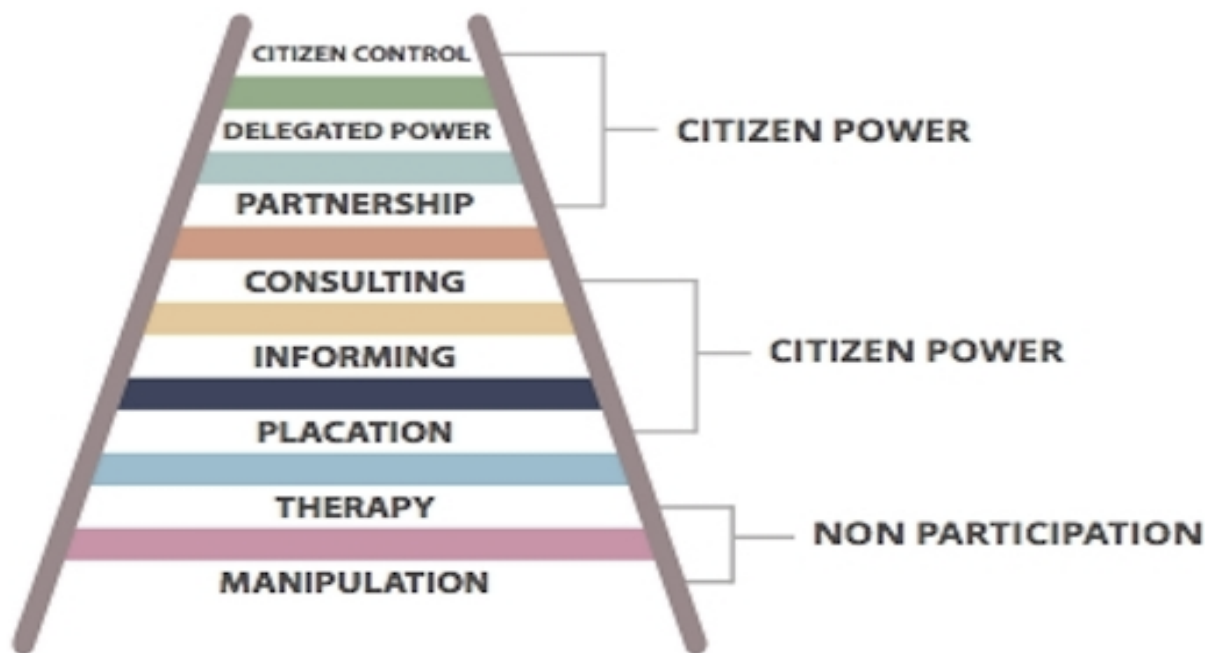 CITIZEN CONTROL
DELEGATED POWER
PARTNERSHIP
CITIZEN POWER
CONSULTING
INFORMING
PLACATION
CITIZEN POWER
THERAPY
MANIPULATION
NON PARTICIPATION